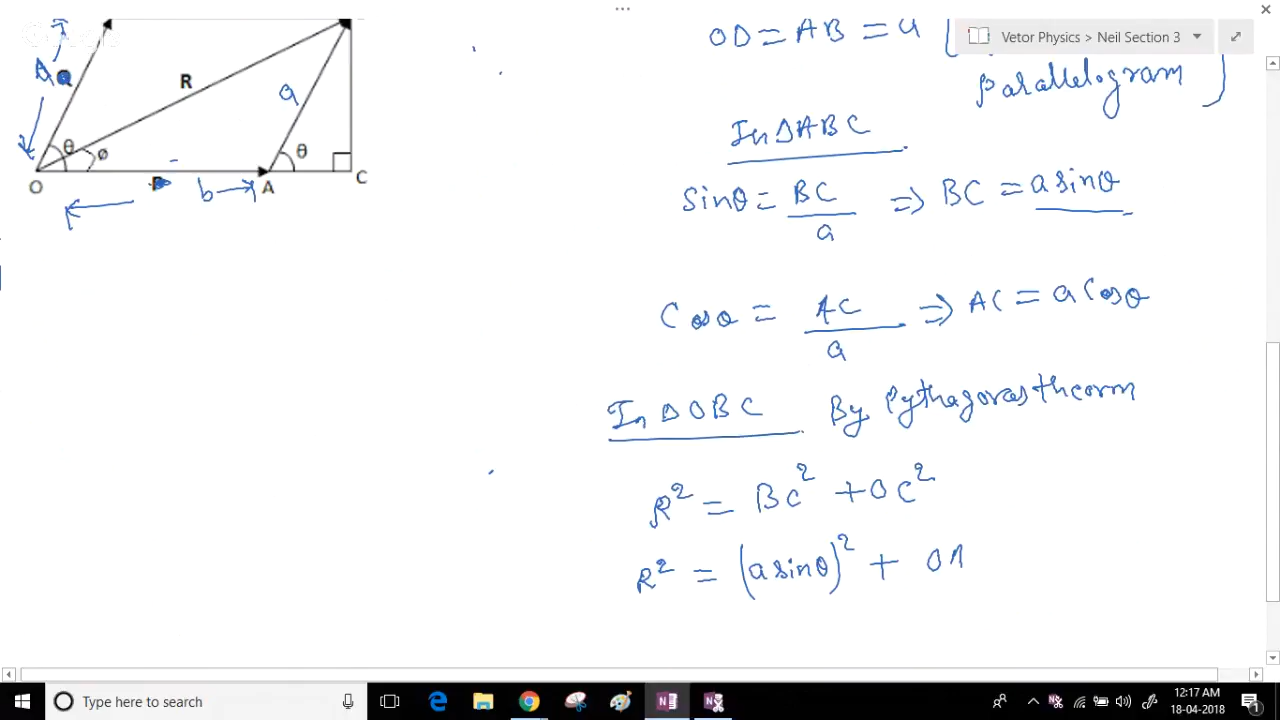 Vetor Physics > Neil Section 3
OD = AB = a [
parallelogram ]
In ΔABC
Sinθ = BC / a ⇒ BC = a sinθ
Cosθ = AC / a ⇒ AC = a Cosθ
In ΔOBC By Pythagoras theorm
R² = BC² + OC²
R² = (a sinθ)² + OA
Q
R
a
θ
ø
θ
O
b
A
C
Type here to search
12:17 AM
18-04-2018
1